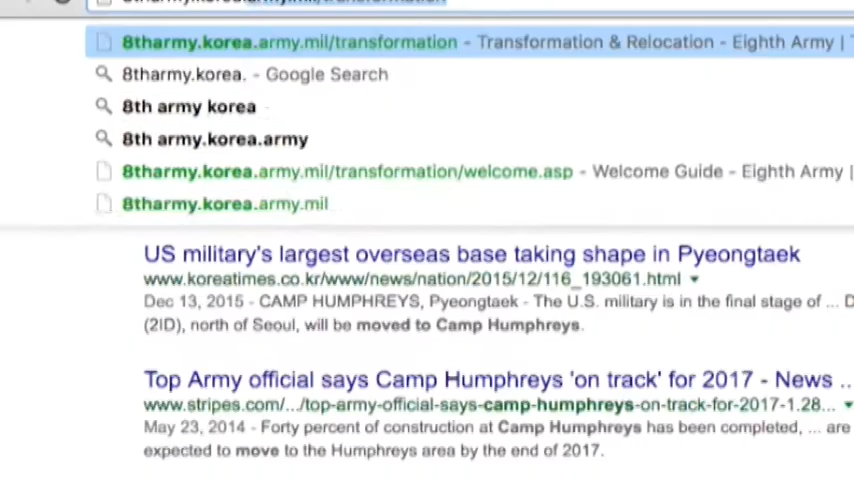 8tharmy.korea.army.mil/transformation - Transformation & Relocation - Eighth Army |
8tharmy.korea. - Google Search
8th army korea
8th army.korea.army
8tharmy.korea.army.mil/transformation/welcome.asp - Welcome Guide - Eighth Army |
8tharmy.korea.army.mil
US military's largest overseas base taking shape in Pyeongtaek
www.koreatimes.co.kr/www/news/nation/2015/12/116_193061.html
Dec 13, 2015 - CAMP HUMPHREYS, Pyeongtaek - The U.S. military is in the final stage of ...
(2ID), north of Seoul, will be moved to Camp Humphreys.
Top Army official says Camp Humphreys 'on track' for 2017 - News ..
www.stripes.com/.../top-army-official-says-camp-humphreys-on-track-for-2017-1.28...
May 23, 2014 - Forty percent of construction at Camp Humphreys has been completed, ... are
expected to move to the Humphreys area by the end of 2017.